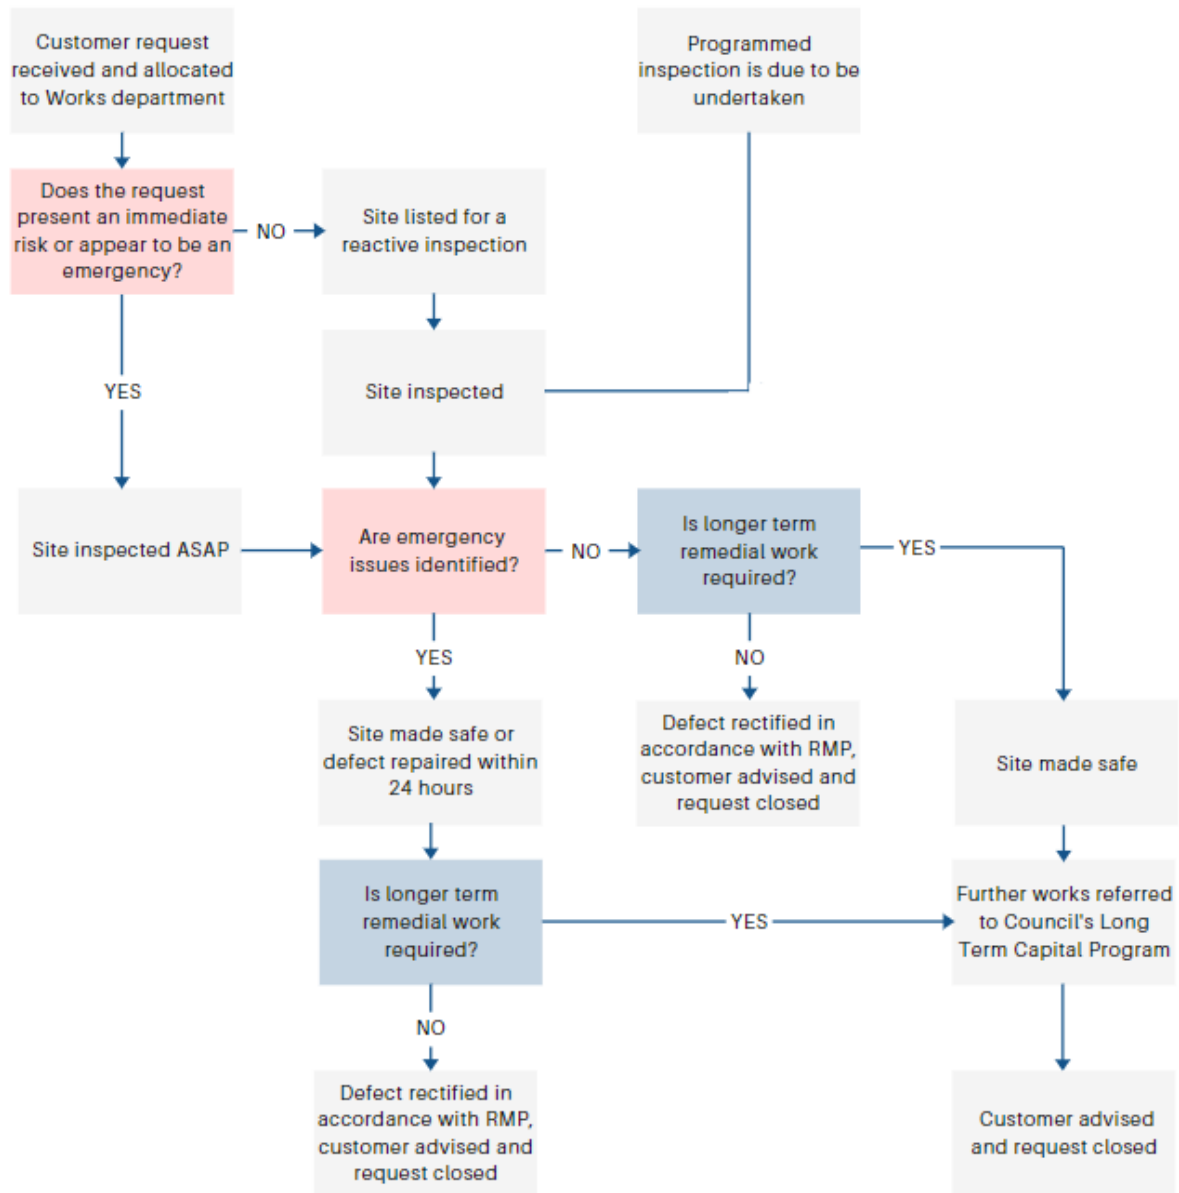 Customer request
received and allocated
to Works department
Programmed
inspection is due to be
undertaken
Does the request
present an immediate
risk or appear to be an
emergency?
NO
Site listed for a
reactive inspection
YES
Site inspected
Site inspected ASAP
Are emergency
issues identified?
NO
Is longer term
remedial work
required?
YES
YES
NO
Site made safe or
defect repaired within
24 hours
Defect rectified in
accordance with RMP,
customer advised and
request closed
Site made safe
Is longer term
remedial work
required?
YES
Further works referred
to Council's Long
Term Capital Program
NO
Defect rectified in
accordance with RMP,
customer advised and
request closed
Customer advised
and request closed